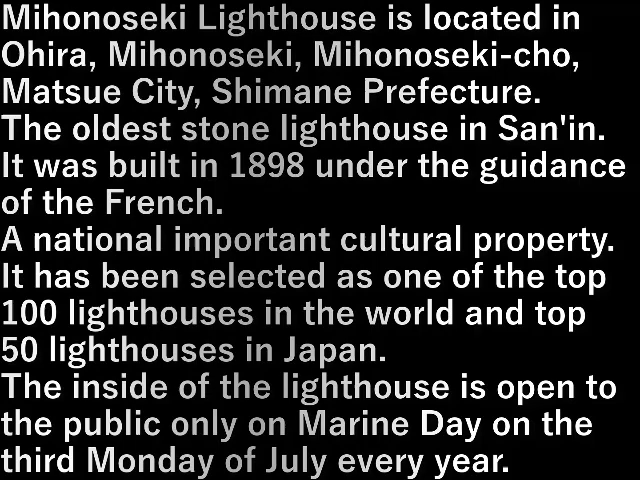 Mihonoseki Lighthouse is located in
Ohira, Mihonoseki, Mihonoseki-cho,
Matsue City, Shimane Prefecture.
The oldest stone lighthouse in San'in.
It was built in 1898 under the guidance
of the French.
A national important cultural property.
It has been selected as one of the top
100 lighthouses in the world and top
50 lighthouses in Japan.
The inside of the lighthouse is open to
the public only on Marine Day on the
third Monday of July every year.